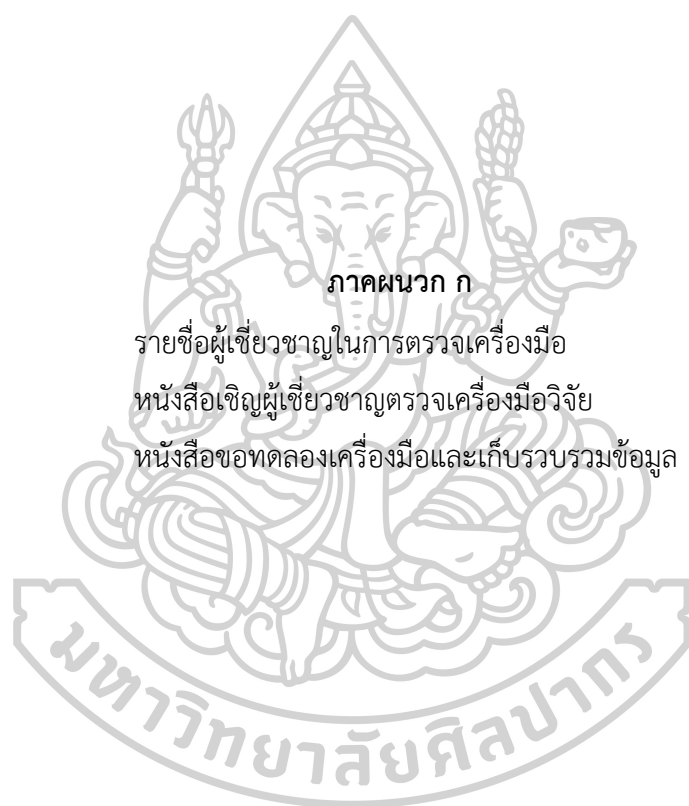 ภาคผนวก ก
รายชื่อผู้เชี่ยวชาญในการตรวจเครื่องมือ
หนังสือเชิญผู้เชี่ยวชาญตรวจเครื่องมือวิจัย
หนังสือขอทดลองเครื่องมือและเก็บรวบรวมข้อมูล
มหาวิทยาลัยศิลปากร